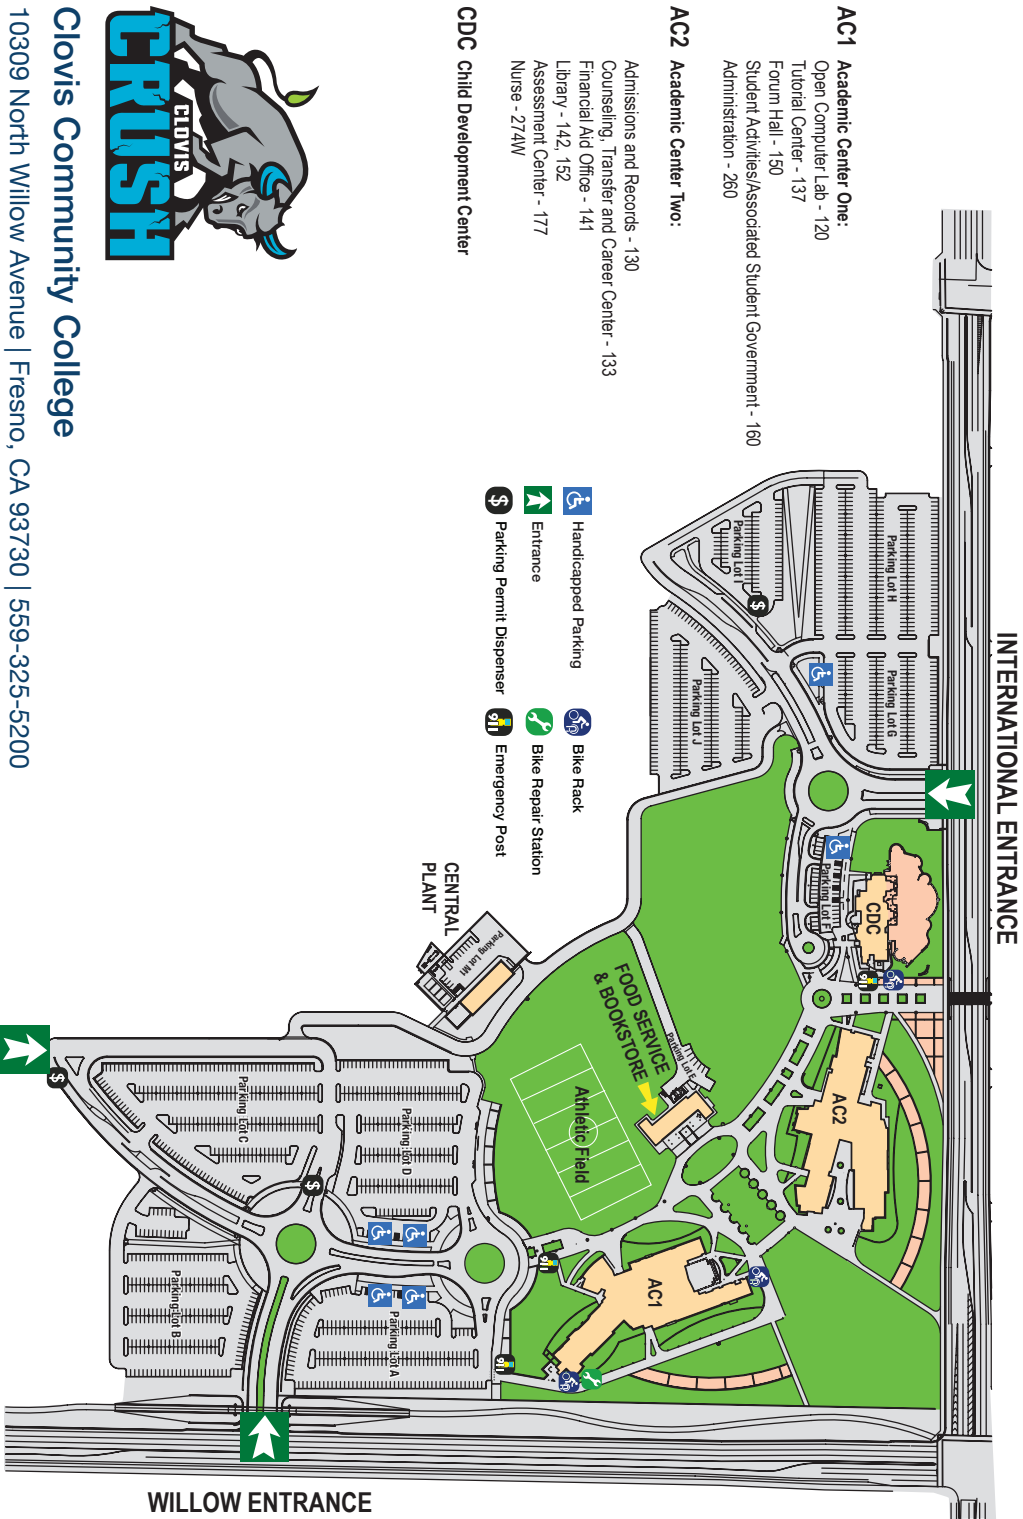 AC1 Academic Center One:
Open Computer Lab - 120
Tutorial Center - 137
Forum Hall - 150
Student Activities/Associated Student Government - 160
Administration - 260
AC2 Academic Center Two:
Admissions and Records - 130
Counseling, Transfer and Career Center - 133
Financial Aid Office - 141
Library - 142, 152
Assessment Center - 177
Nurse - 274W
CDC Child Development Center
CLOVIS
CRUSH
Clovis Community College
10309 North Willow Avenue | Fresno, CA 93730 | 559-325-5200
Handicapped Parking
Entrance
$ Parking Permit Dispenser
Bike Rack
Bike Repair Station
911 Emergency Post
INTERNATIONAL ENTRANCE
Parking Lot H
Parking Lot I
$
Parking Lot G
Parking Lot J
Parking Lot F
CDC
911
AC2
FOOD SERVICE
& BOOKSTORE
Parking Lot E
Athletic Field
CENTRAL
PLANT
Parking Lot M1
AC1
911
911
Parking Lot D
Parking Lot C
$
$
Parking Lot A
Parking Lot B
WILLOW ENTRANCE